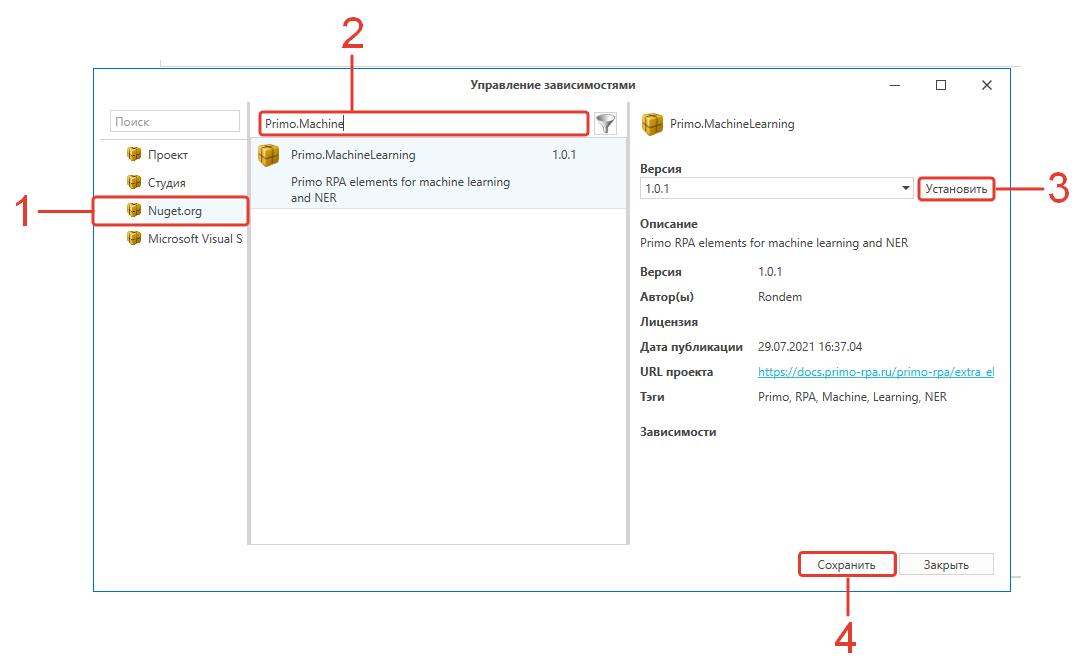 2
Управление зависимостями
Поиск
Primo.Machine
Primo.MachineLearning
Проект
Primo.MachineLearning 1.0.1
Primo RPA elements for machine learning
and NER
Студия
1
Nuget.org
Microsoft Visual S
Версия
1.0.1
Установить
3
Описание
Primo RPA elements for machine learning and NER
Версия 1.0.1
Автор(ы) Rondem
Лицензия
Дата публикации 29.07.2021 16:37.04
URL проекта https://docs.primo-rpa.ru/primo-rpa/extra_el
Тэги Primo, RPA, Machine, Learning, NER
Зависимости
Сохранить
Закрыть
4